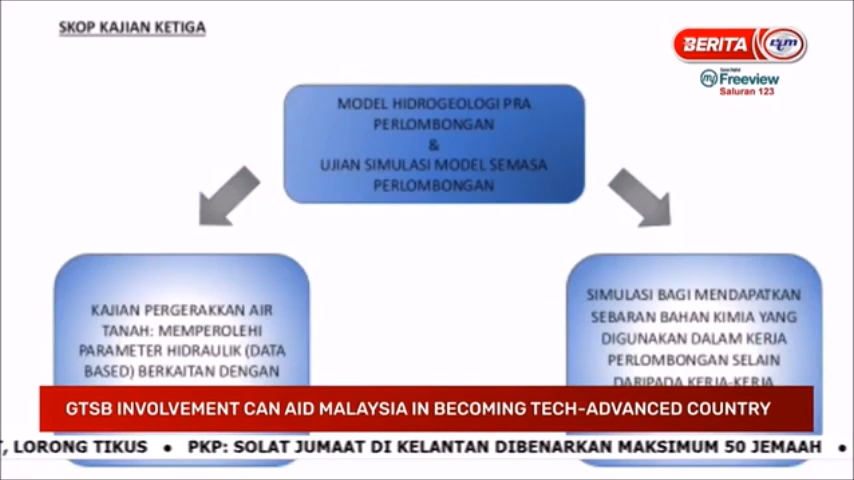 SKOP KAJIAN KETIGA
BERITA
Freeview
Saluran 123
MODEL HIDROGEOLOGI PRA
PERLOMBONGAN
&
UJIAN SIMULASI MODEL SEMASA
PERLOMBONGAN
KAJIAN PERGERAKKAN AIR
TANAH: MEMPEROLEHI
PARAMETER HIDRAULIK (DATA
BASED) BERKAITAN DENGAN
SIMULASI BAGI MENDAPATKAN
SEBARAN BAHAN KIMIA YANG
DIGUNAKAN DALAM KERJA
PERLOMBONGAN SELAIN
DARIPADA KERJA-KERJA
GTSB INVOLVEMENT CAN AID MALAYSIA IN BECOMING TECH-ADVANCED COUNTRY
, LORONG TIKUS • PKP: SOLAT JUMAAT DI KELANTAN DIBENARKAN MAKSIMUM 50 JEMAAH •